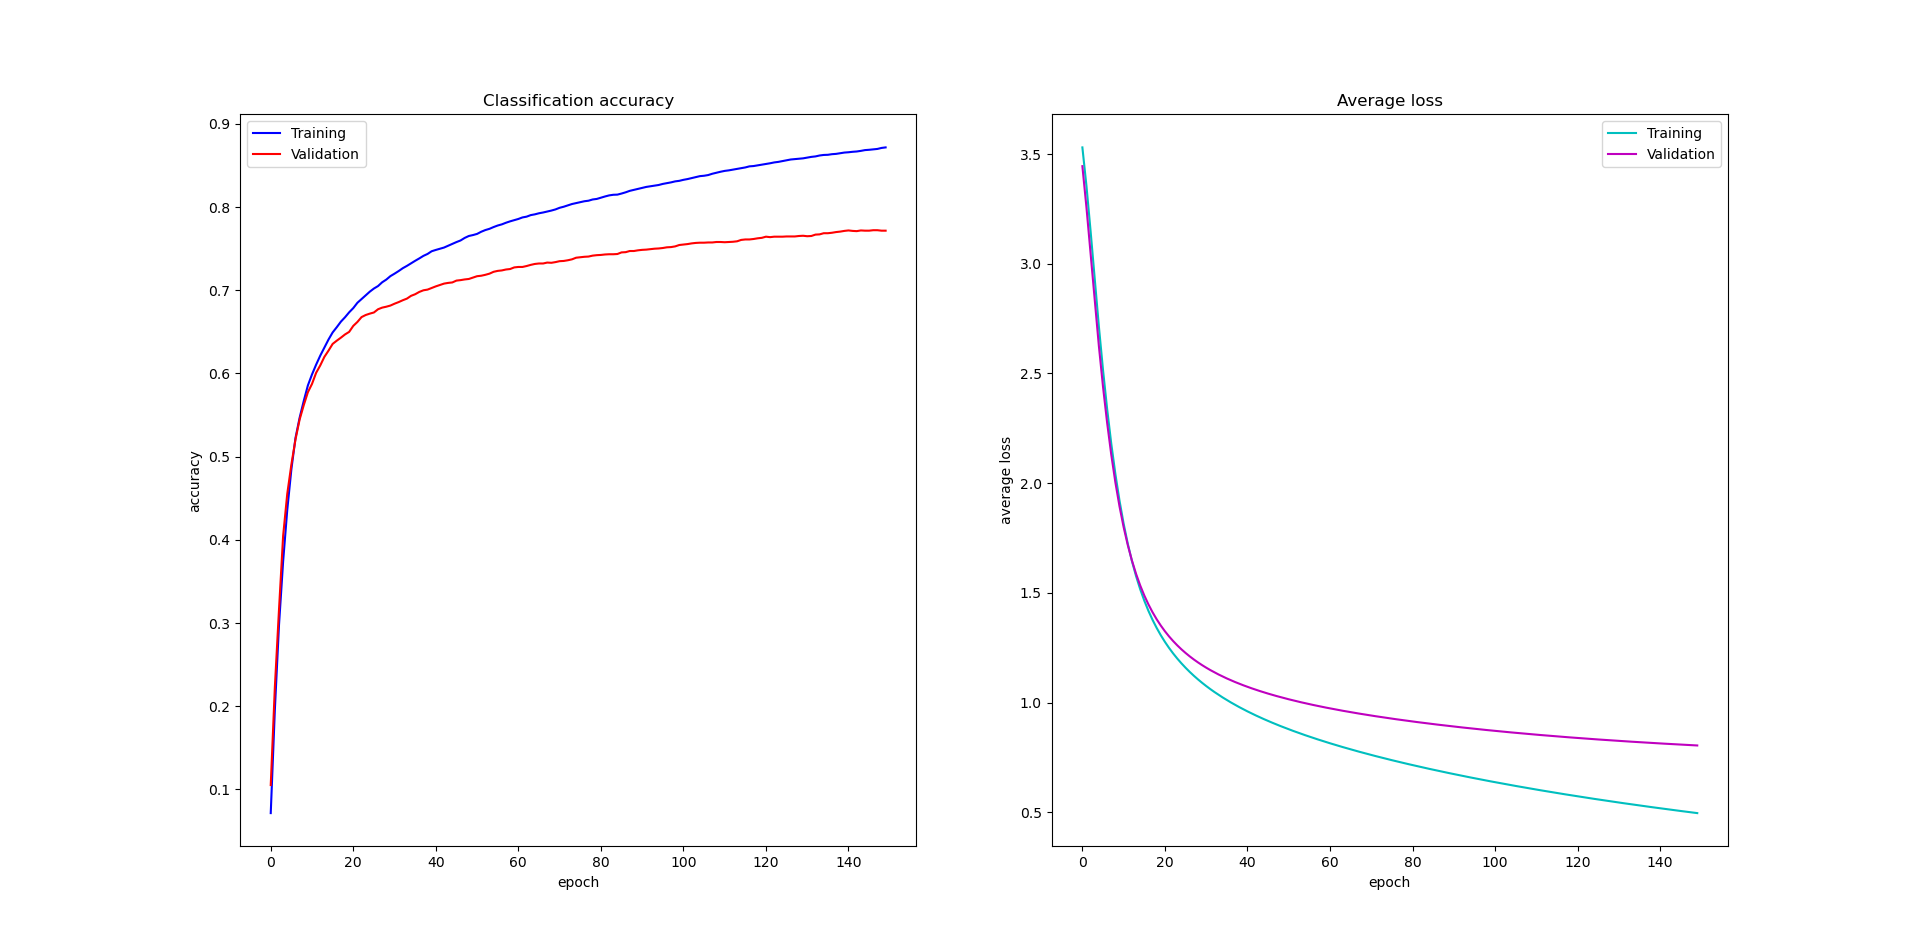 Classification accuracy
0.9
0.8
0.7
0.6
0.5
0.4
0.3
0.2
0.1
accuracy
Training
Validation
0 20 40 60 80 100 120 140
epoch
Average loss
3.5
3.0
2.5
2.0
1.5
1.0
0.5
average loss
Training
Validation
0 20 40 60 80 100 120 140
epoch